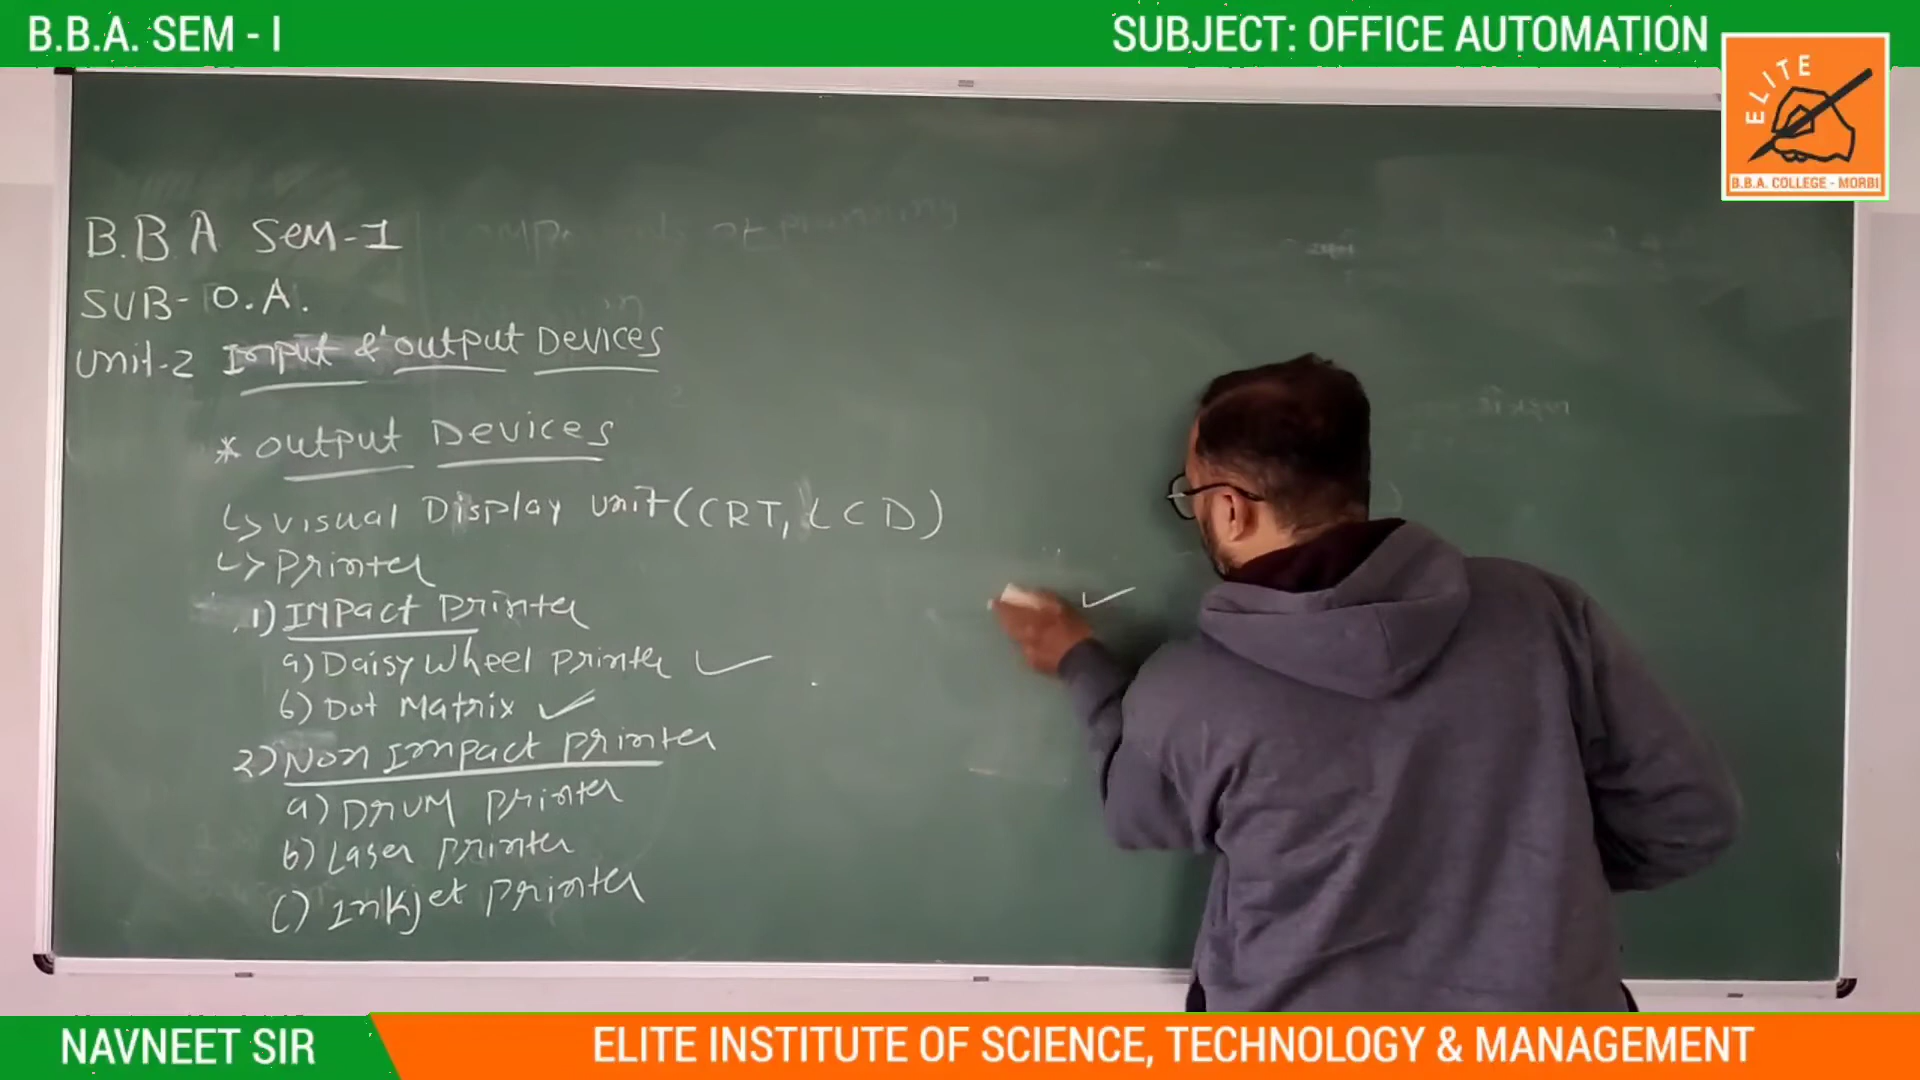 B.B.A. SEM - I
SUBJECT: OFFICE AUTOMATION
ELITE
B.B.A. COLLEGE - MORBI
B.B.A Sem-I
SUB- O.A.
Unit-2 Input & Output Devices
* Output Devices
↳ Visual Display Unit (CRT, LCD)
↳ Printer
1) Impact Printer
a) Daisy Wheel Printer ✓
b) Dot Matrix ✓
2) Non Impact Printer
a) Drum Printer
b) Laser Printer
c) Inkjet Printer
NAVNEET SIR
ELITE INSTITUTE OF SCIENCE, TECHNOLOGY & MANAGEMENT